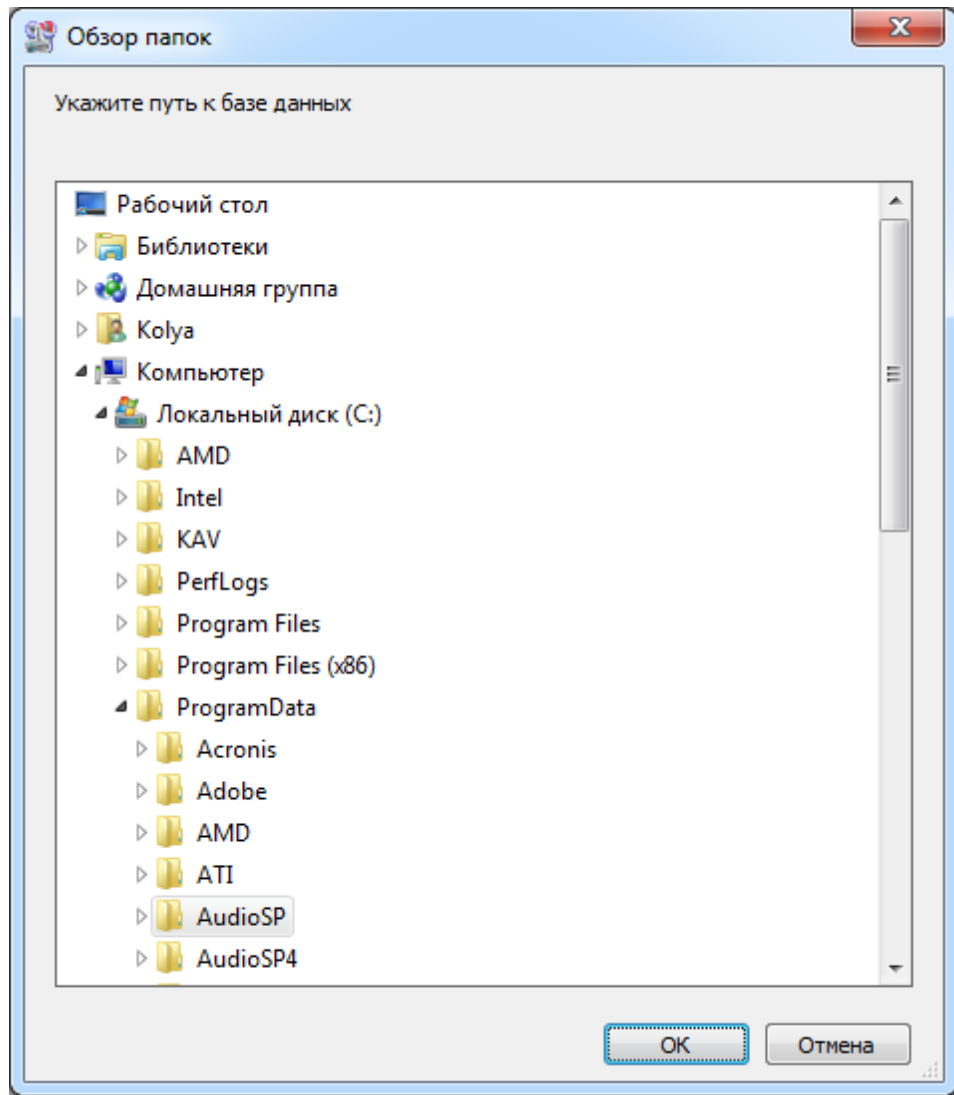 Обзор папок
Укажите путь к базе данных
Рабочий стол
Библиотеки
Домашняя группа
Kolya
Компьютер
Локальный диск (C:)
AMD
Intel
KAV
PerfLogs
Program Files
Program Files (x86)
ProgramData
Acronis
Adobe
AMD
ATI
AudioSP
AudioSP4
ОК Отмена